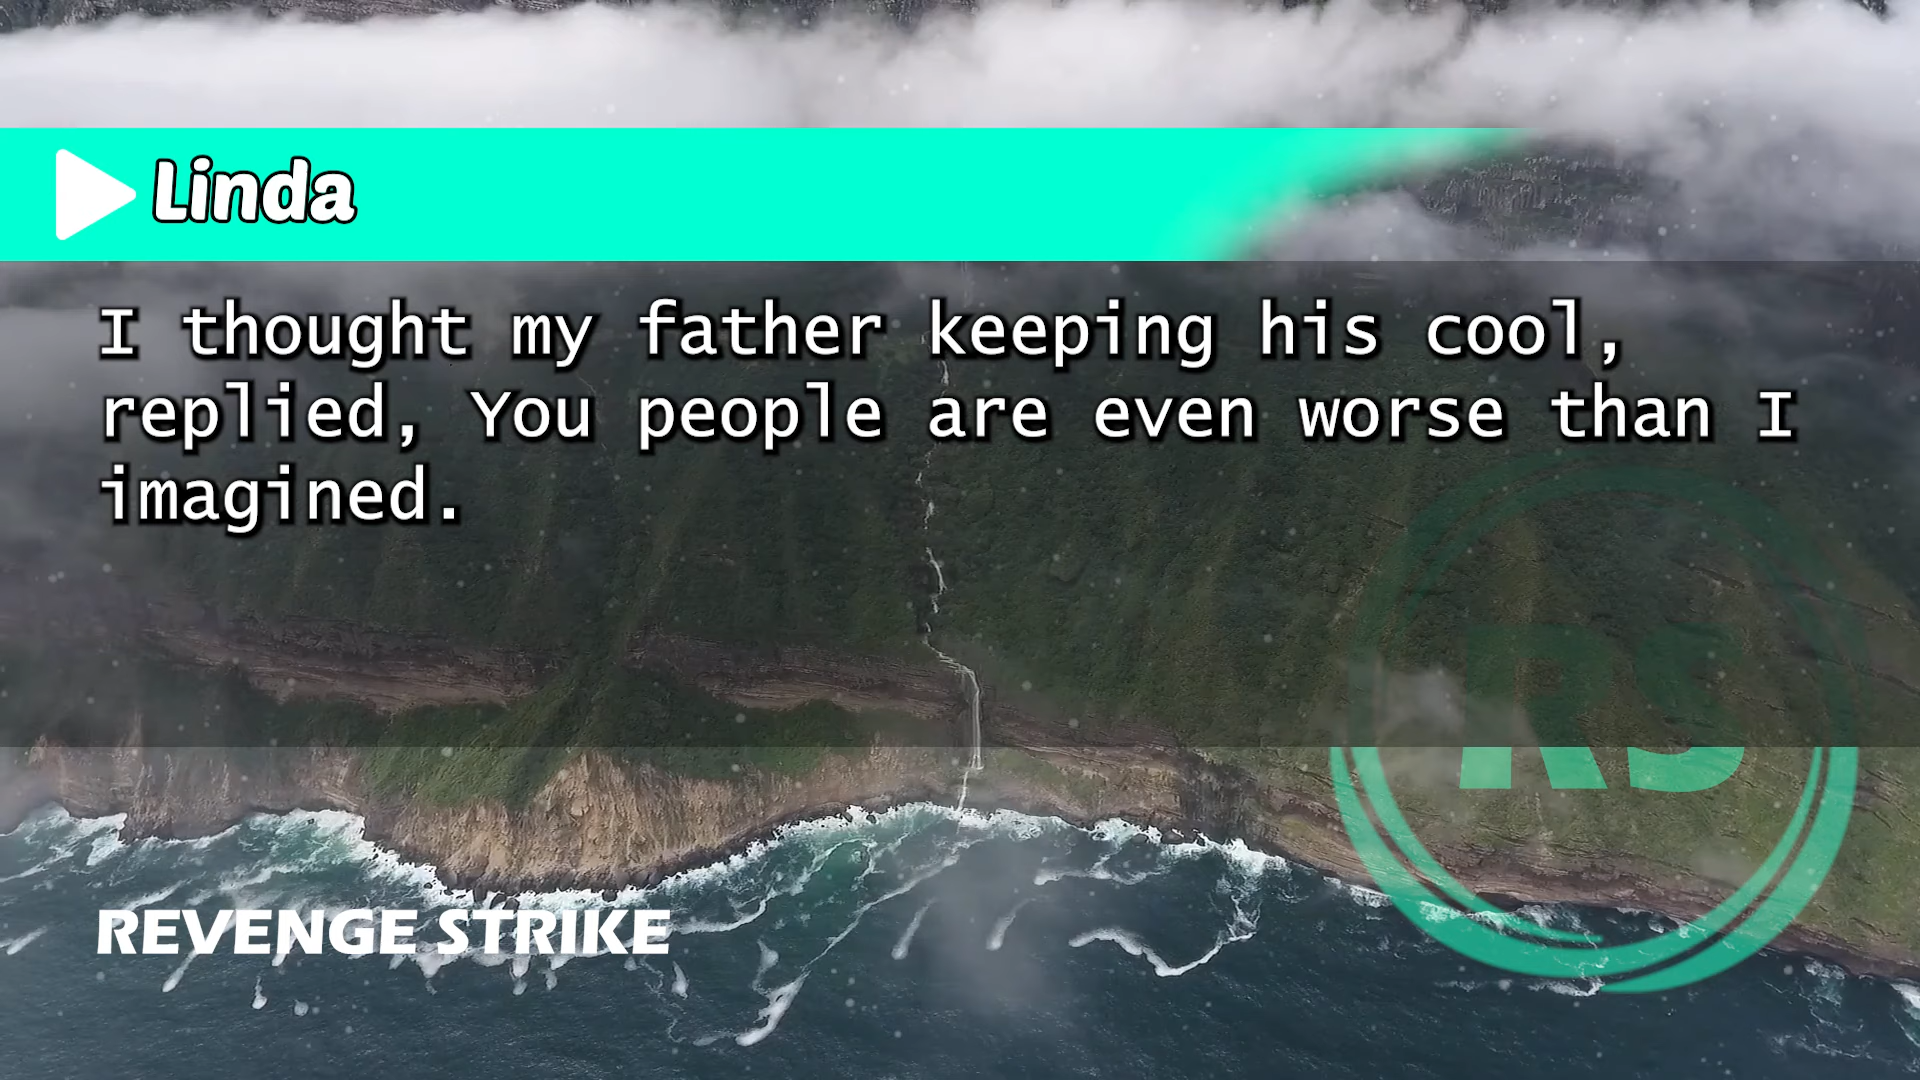 Linda
I thought my father keeping his cool,
replied, You people are even worse than I
imagined.
RS
REVENGE STRIKE